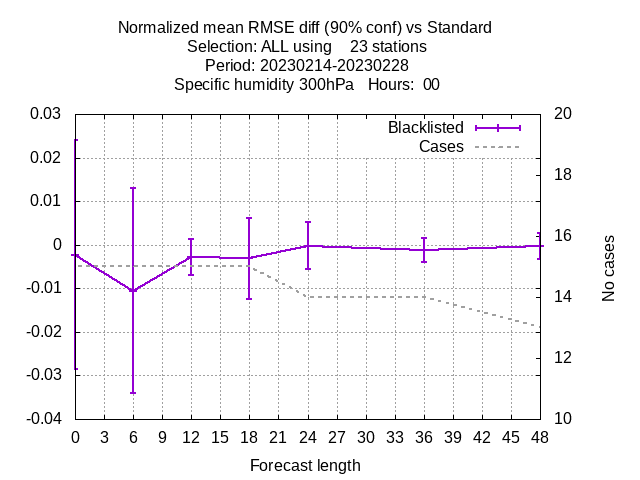 Normalized mean RMSE diff (90% conf) vs Standard
Selection: ALL using    23 stations
Period: 20230214-20230228
Specific humidity 300hPa   Hours:  00
0.03
0.02
0.01
0
-0.01
-0.02
-0.03
-0.04
Blacklisted
Cases
20
18
16
14
12
10
No cases
0 3 6 9 12 15 18 21 24 27 30 33 36 39 42 45 48
Forecast length